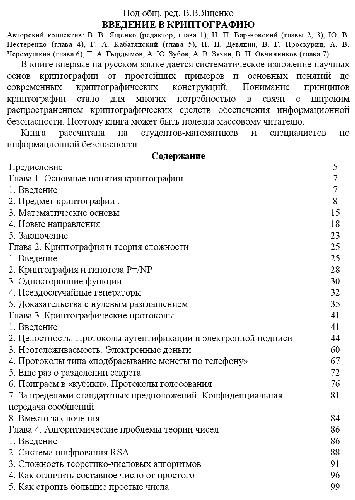 Под общ. ред. В.В.Ященко
ВВЕДЕНИЕ В КРИПТОГРАФИЮ
Авторский коллектив: В. В. Ященко (редактор, глава 1), Н. П. Варновский (главы 2, 3), Ю. В.
Нестеренко (глава 4), Г. А. Кабатянский (глава 5), П. Н. Девянин, В. Г. Проскурин, А. В.
Черемушкин (глава 6), П. А. Гырдымов, А. Ю. Зубов, А. В. Зязин, В. Н. Овчинников (глава 7).
В книге впервые на русском языке дается систематическое изложение научных
основ криптографии от простейших примеров и основных понятий до
современных криптографических конструкций. Понимание принципов
криптографии стало для многих потребностью в связи с широким
распространением криптографических средств обеспечения информационной
безопасности. Поэтому книга может быть полезна массовому читателю.
Книга рассчитана на студентов-математиков и специалистов по
информационной безопасности.
Содержание
Предисловие 5
Глава 1. Основные понятия криптографии 7
1. Введение 7
2. Предмет криптографии . 8
3. Математические основы 15
4. Новые направления 18
5. Заключение 23
Глава 2. Криптография и теория сложности 25
1. Введение 25
2. Криптография и гипотеза P=/NP 28
3. Односторонние функции 30
4. Псевдослучайные генераторы 32
5. Доказательства с нулевым разглашением 35
Глава 3. Криптографические протоколы 41
1. Введение 41
2. Целостность. Протоколы аутентификации и электронной подписи 44
3. Неотслеживаемость. Электронные деньги 60
4. Протоколы типа «подбрасывание монеты по телефону» 67
5. Еще раз о разделении секрета 72
6. Поиграем в «кубики». Протоколы голосования 76
7. За пределами стандартных предположений. Конфиденциальная 81
передача сообщений
8. Вместо заключения 84
Глава 4. Алгоритмические проблемы теории чисел 86
1. Введение 86
2. Система шифрования RSA 88
3. Сложность теоретико-числовых алгоритмов 91
4. Как отличить составное число от простого 96
5. Как строить большие простые числа 99